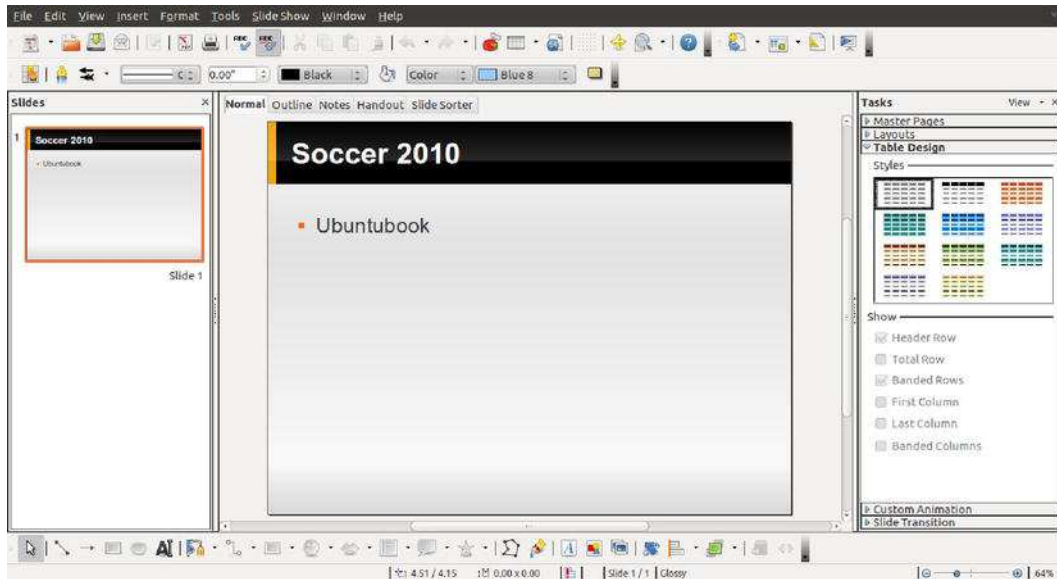 File Edit View Insert Format Tools Slide Show Window Help
0.00" Black Color Blue 8
Slides
Normal Outline Notes Handout Slide Sorter
1
Soccer 2010
Ubuntubook
Slide 1
Soccer 2010
Ubuntubook
Tasks View
Master Pages
Layouts
Table Design
Styles
Show
Header Row
Total Row
Banded Rows
First Column
Last Column
Banded Columns
Custom Animation
Slide Transition
4.51 / 4.15 0.00 x 0.00 Slide 1 / 1 Glossy 64%